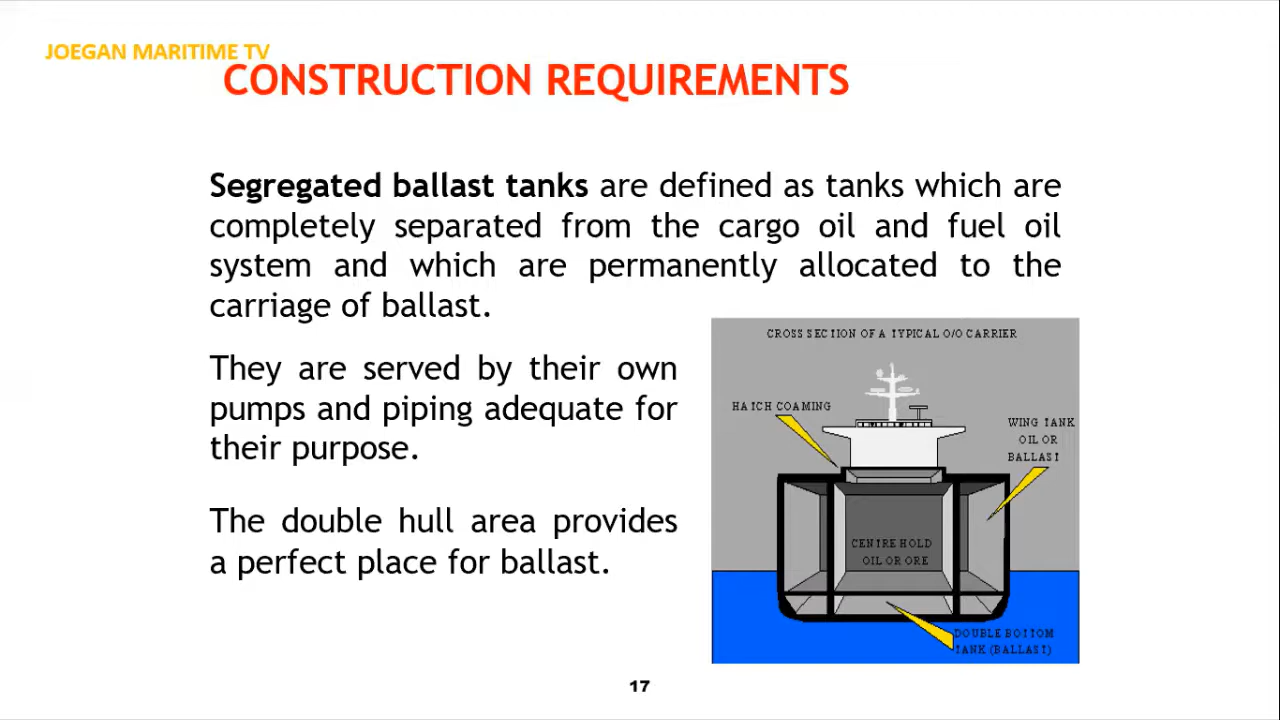 JOEGAN MARITIME TV
CONSTRUCTION REQUIREMENTS
Segregated ballast tanks are defined as tanks which are
completely separated from the cargo oil and fuel oil
system and which are permanently allocated to the
carriage of ballast.
They are served by their own
pumps and piping adequate for
their purpose.
The double hull area provides
a perfect place for ballast.
CROSS SECTION OF A TYPICAL O/O CARRIER
HATCH COAMING
WING TANK
OIL OR
BALLAST
CENTRE HOLD
OIL OR ORE
DOUBLE BOTTOM
TANK (BALLAST)
17